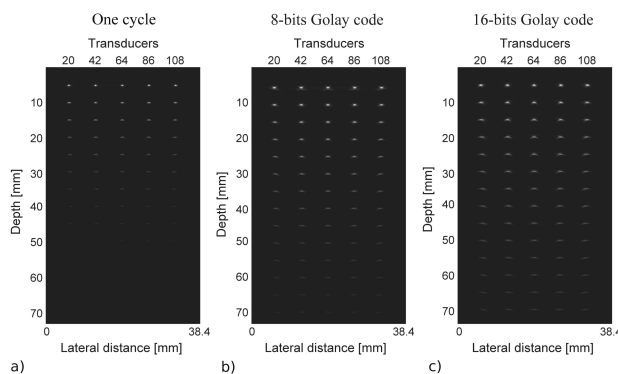 One cycle
Transducers
20 42 64 86 108
10
20
30
40
50
60
70
Depth [mm]
0 38.4
Lateral distance [mm]
a)
8-bits Golay code
Transducers
20 42 64 86 108
10
20
30
40
50
60
70
Depth [mm]
0 38.4
Lateral distance [mm]
b)
16-bits Golay code
Transducers
20 42 64 86 108
10
20
30
40
50
60
70
Depth [mm]
0 38.4
Lateral distance [mm]
c)